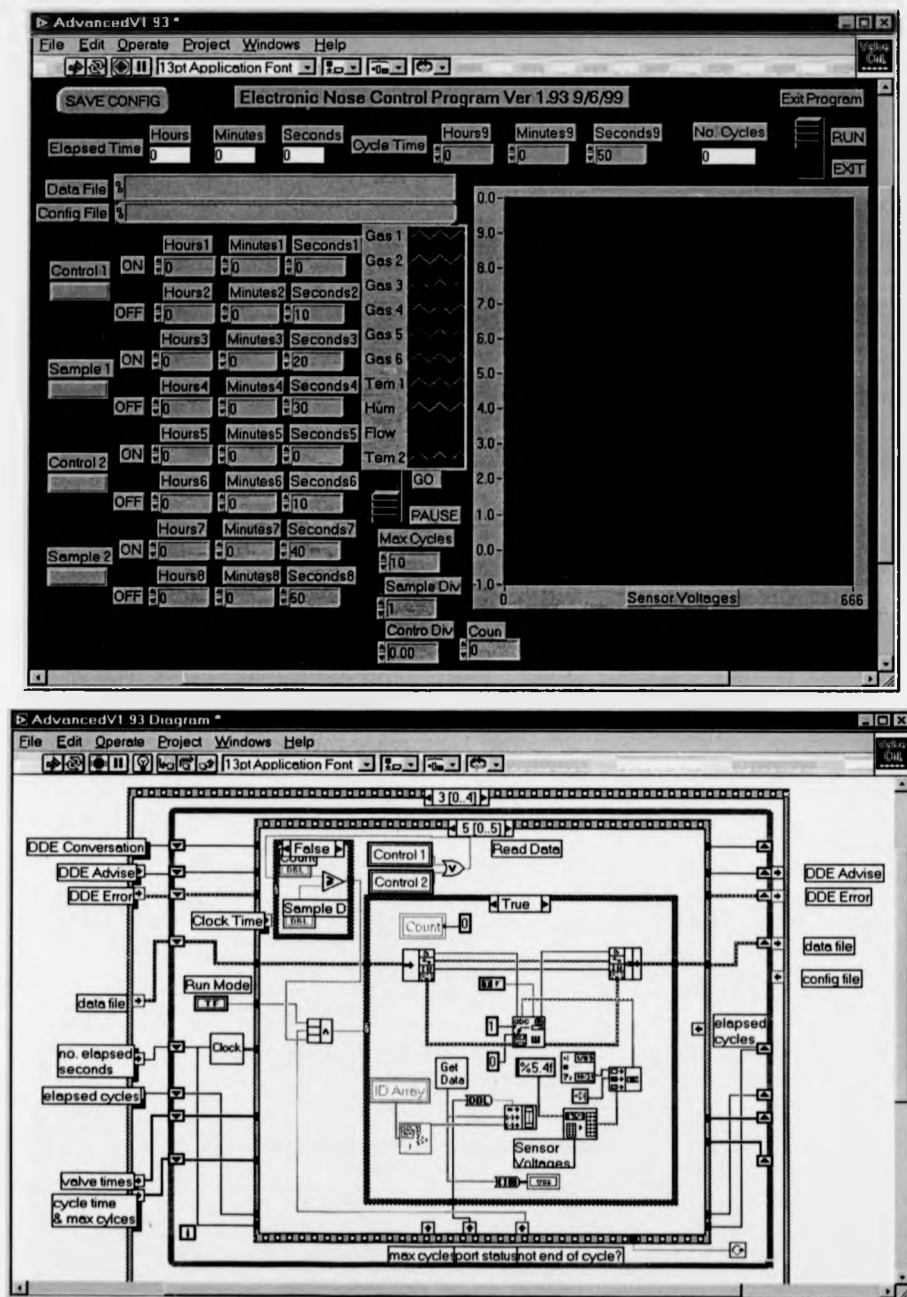 AdvancedV1 93 *
File Edit Operate Project Windows Help
13pt Application Font
SAVE CONFIG
Electronic Nose Control Program Ver 1.93 9/6/99
Exit Program
Hours Minutes Seconds
Hours9 Minutes9 Seconds9
No. Cycles
RUN
Elapsed Time 0 0 0
Cycle Time 0 0 50
0
EXIT
Data File %
Config File %
Hours1 Minutes1 Seconds1
Control 1 ON 0 0 0
Hours2 Minutes2 Seconds2
OFF 0 0 10
Hours3 Minutes3 Seconds3
Sample 1 ON 0 0 20
Hours4 Minutes4 Seconds4
OFF 0 0 30
Hours5 Minutes5 Seconds5
Control 2 ON 0 0 0
Hours6 Minutes6 Seconds6
OFF 0 0 10
Hours7 Minutes7 Seconds7
Sample 2 ON 0 0 40
Hours8 Minutes8 Seconds8
OFF 0 0 50
Gas 1
Gas 2
Gas 3
Gas 4
Gas 5
Gas 6
Tem 1
Hum
Flow
Tem 2
GO
PAUSE
Max Cycles
10
Sample Div
1
Contro Div Coun
0.00 0
0.0-
9.0-
8.0-
7.0-
6.0-
5.0-
4.0-
3.0-
2.0-
1.0-
0.0-
-1.0-
0 Sensor Voltages 666
AdvancedV1 93 Diagram *
File Edit Operate Project Windows Help
13pt Application Font
3 [0..4]
5 [0..5]
DDE Conversation
DDE Advise
DDE Error
Clock Time
data file
Run Mode
TF
no. elapsed
seconds
Clock
elapsed cycles
valve times
cycle time
& max cylces
False
Count
DBL
Sample D
DBL
Control 1
Control 2
Read Data
True
Count 0
1
0
Get
Data
%5.4f
ID Array
DBL
Sensor
Voltages
i
max cycles port status not end of cycle?
DDE Advise
DDE Error
data file
config file
elapsed
cycles